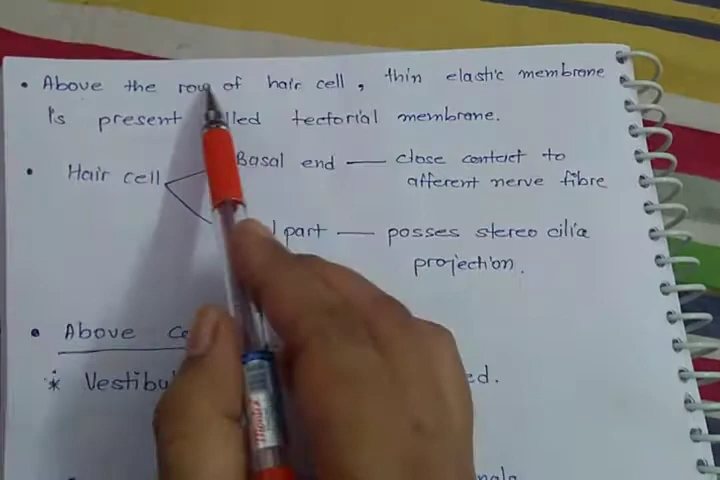 • Above the row of hair cell, thin elastic membrane
is present lled tectorial membrane.
• Hair cell
Basal end — close contact to
afferent nerve fibre
part — posses stereo cilia
projection.
• Above
* Vestibu ed.